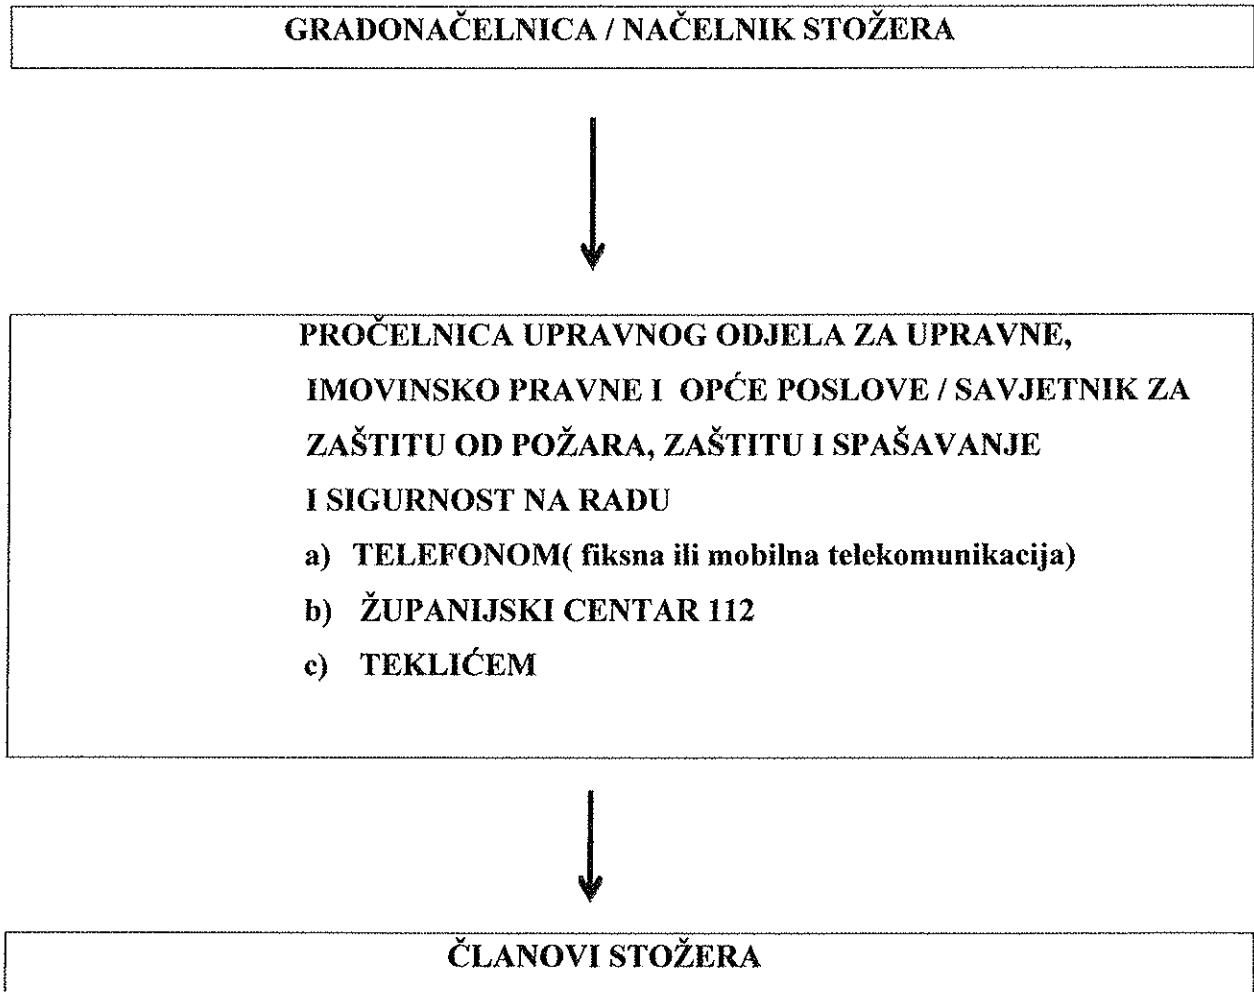 GRADONAČELNICA / NAČELNIK STOŽERA
PROČELNICA UPRAVNOG ODJELA ZA UPRAVNE,
IMOVINSKO PRAVNE I OPĆE POSLOVE / SAVJETNIK ZA
ZAŠTITU OD POŽARA, ZAŠTITU I SPAŠAVANJE
I SIGURNOST NA RADU
a) TELEFONOM( fiksna ili mobilna telekomunikacija)
b) ŽUPANIJSKI CENTAR 112
c) TEKLIĆEM
ČLANOVI STOŽERA